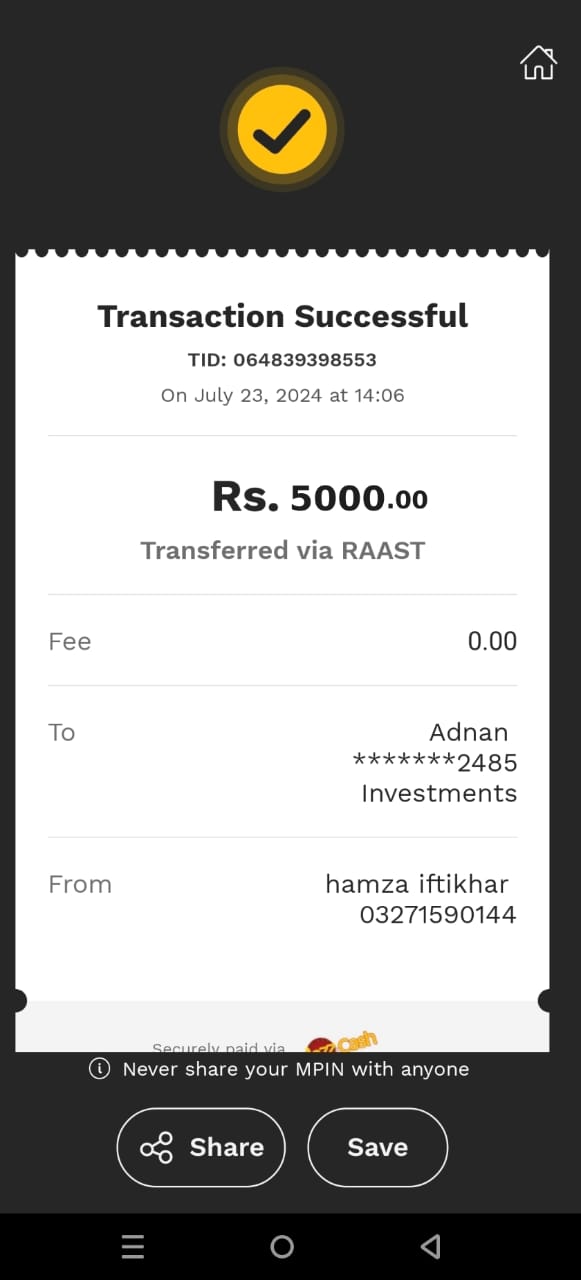 Transaction Successful
TID: 064839398553
On July 23, 2024 at 14:06
Rs. 5000.00
Transferred via RAAST
Fee 0.00
To Adnan
*******2485
Investments
From hamza iftikhar
03271590144
Securely paid via JazzCash
Never share your MPIN with anyone
Share Save